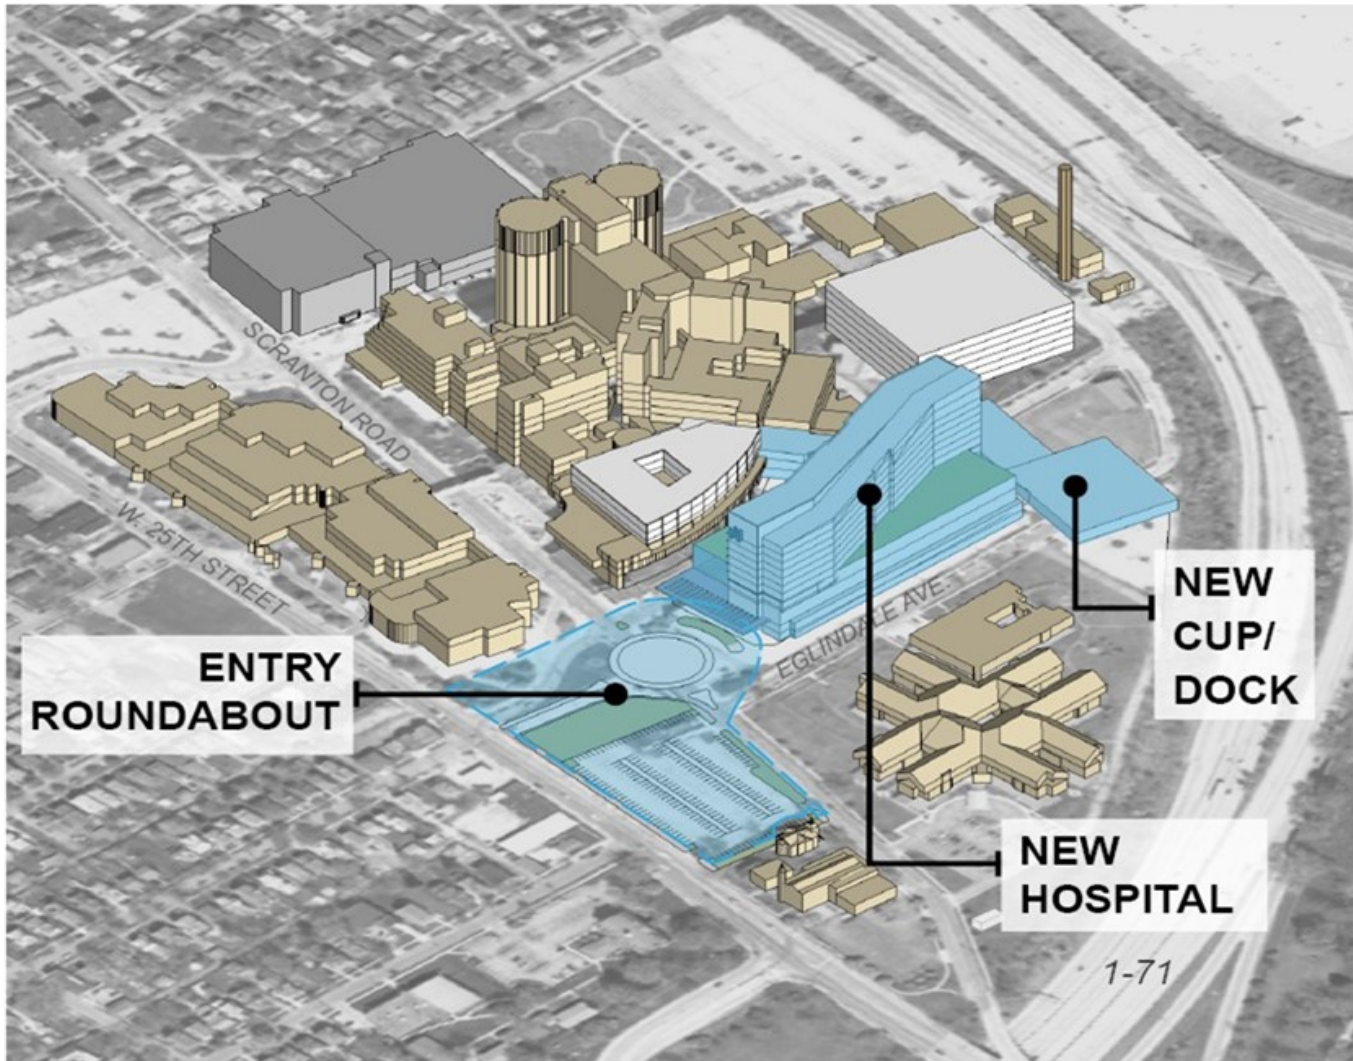 SCRANTON ROAD
W. 25TH STREET
ENTRY
ROUNDABOUT
EGLINDALE AVE.
NEW
CUP/
DOCK
NEW
HOSPITAL
1-71